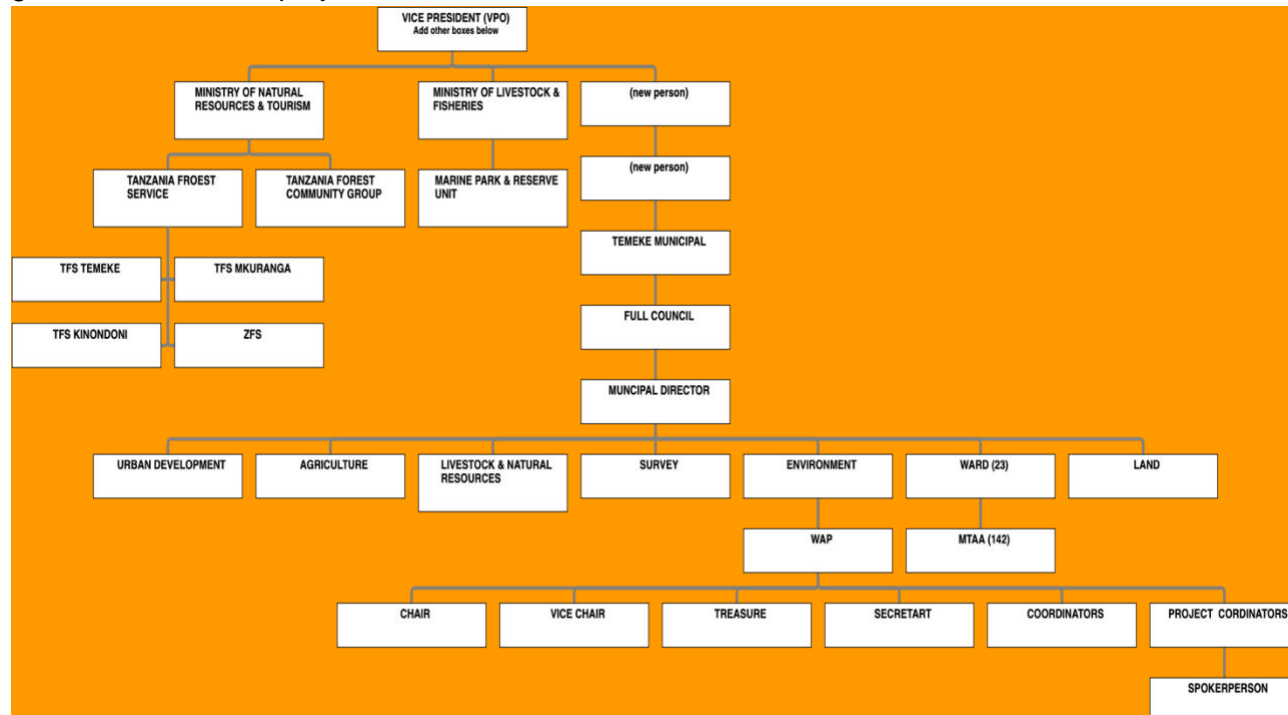 VICE PRESIDENT (VPO)
Add other boxes below
MINISTRY OF NATURAL
RESOURCES & TOURISM
MINISTRY OF LIVESTOCK &
FISHERIES
(new person)
TANZANIA FROEST
SERVICE
TANZANIA FOREST
COMMUNITY GROUP
MARINE PARK & RESERVE
UNIT
(new person)
TEMEKE MUNICIPAL
TFS TEMEKE
TFS MKURANGA
FULL COUNCIL
TFS KINONDONI
ZFS
MUNCIPAL DIRECTOR
URBAN DEVELOPMENT
AGRICULTURE
LIVESTOCK & NATURAL
RESOURCES
SURVEY
ENVIRONMENT
WARD (23)
LAND
WAP
MTAA (142)
CHAIR
VICE CHAIR
TREASURE
SECRETART
COORDINATORS
PROJECT CORDINATORS
SPOKERPERSON